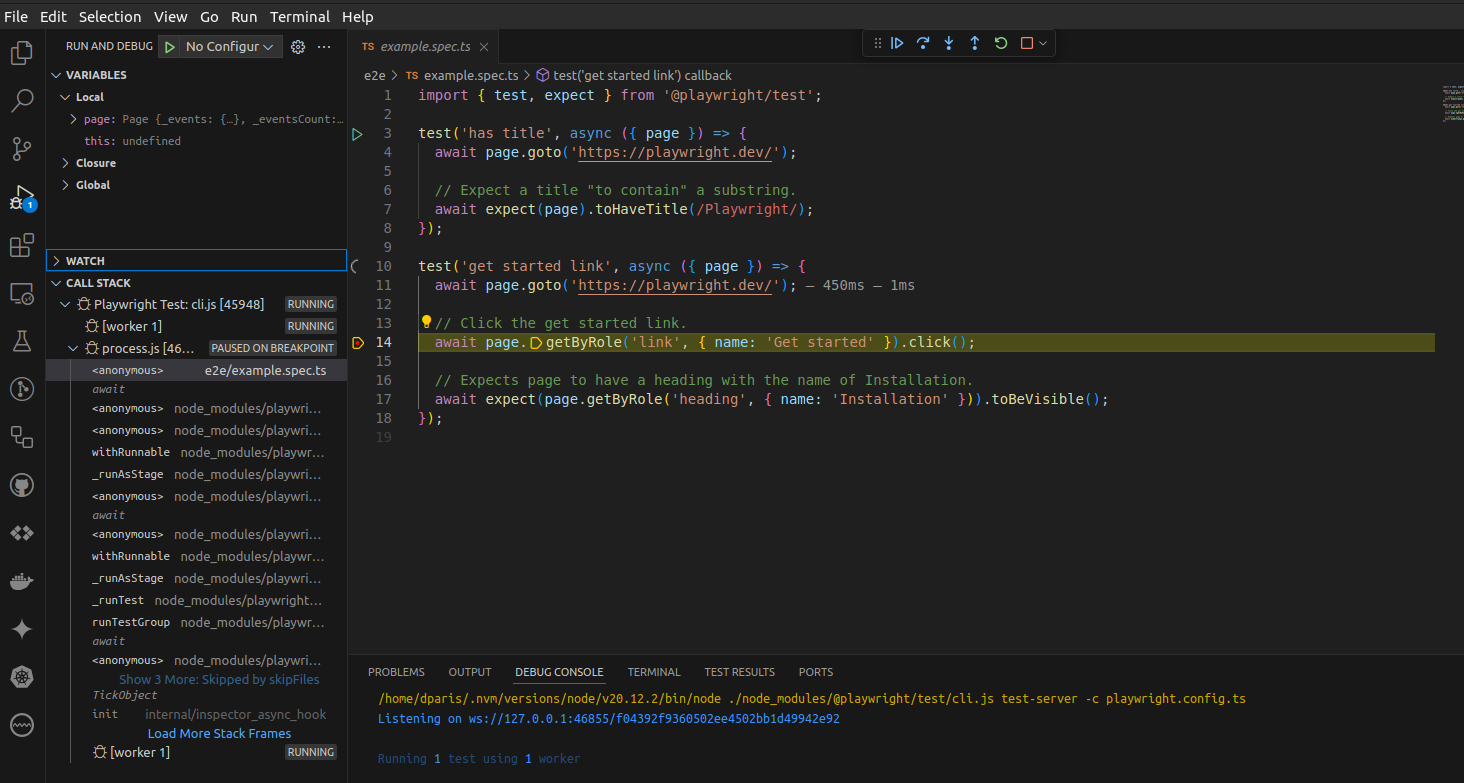 File Edit Selection View Go Run Terminal Help
RUN AND DEBUG No Configur
VARIABLES
Local
page: Page {_events: {…}, _eventsCount:…
this: undefined
Closure
Global
1
WATCH
CALL STACK
Playwright Test: cli.js [45948] RUNNING
[worker 1] RUNNING
process.js [46... PAUSED ON BREAKPOINT
<anonymous> e2e/example.spec.ts
await
<anonymous> node_modules/playwri...
<anonymous> node_modules/playwri...
withRunnable node_modules/playwr...
_runAsStage node_modules/playwri...
<anonymous> node_modules/playwri...
await
<anonymous> node_modules/playwri...
withRunnable node_modules/playwr...
_runAsStage node_modules/playwri...
_runTest node_modules/playwright...
runTestGroup node_modules/playwr...
await
<anonymous> node_modules/playwri...
Show 3 More: Skipped by skipFiles
TickObject
init internal/inspector_async_hook
Load More Stack Frames
[worker 1] RUNNING
TS example.spec.ts
e2e > TS example.spec.ts > test('get started link') callback
1 import { test, expect } from '@playwright/test';
2
3 test('has title', async ({ page }) => {
4 await page.goto('https://playwright.dev/');
5
6 // Expect a title "to contain" a substring.
7 await expect(page).toHaveTitle(/Playwright/);
8 });
9
10 test('get started link', async ({ page }) => {
11 await page.goto('https://playwright.dev/'); — 450ms — 1ms
12
13 // Click the get started link.
14 await page.getByRole('link', { name: 'Get started' }).click();
15
16 // Expects page to have a heading with the name of Installation.
17 await expect(page.getByRole('heading', { name: 'Installation' })).toBeVisible();
18 });
19
PROBLEMS OUTPUT DEBUG CONSOLE TERMINAL TEST RESULTS PORTS
/home/dparis/.nvm/versions/node/v20.12.2/bin/node ./node_modules/@playwright/test/cli.js test-server -c playwright.config.ts
Listening on ws://127.0.0.1:46855/f04392f9360502ee4502bb1d49942e92
Running 1 test using 1 worker